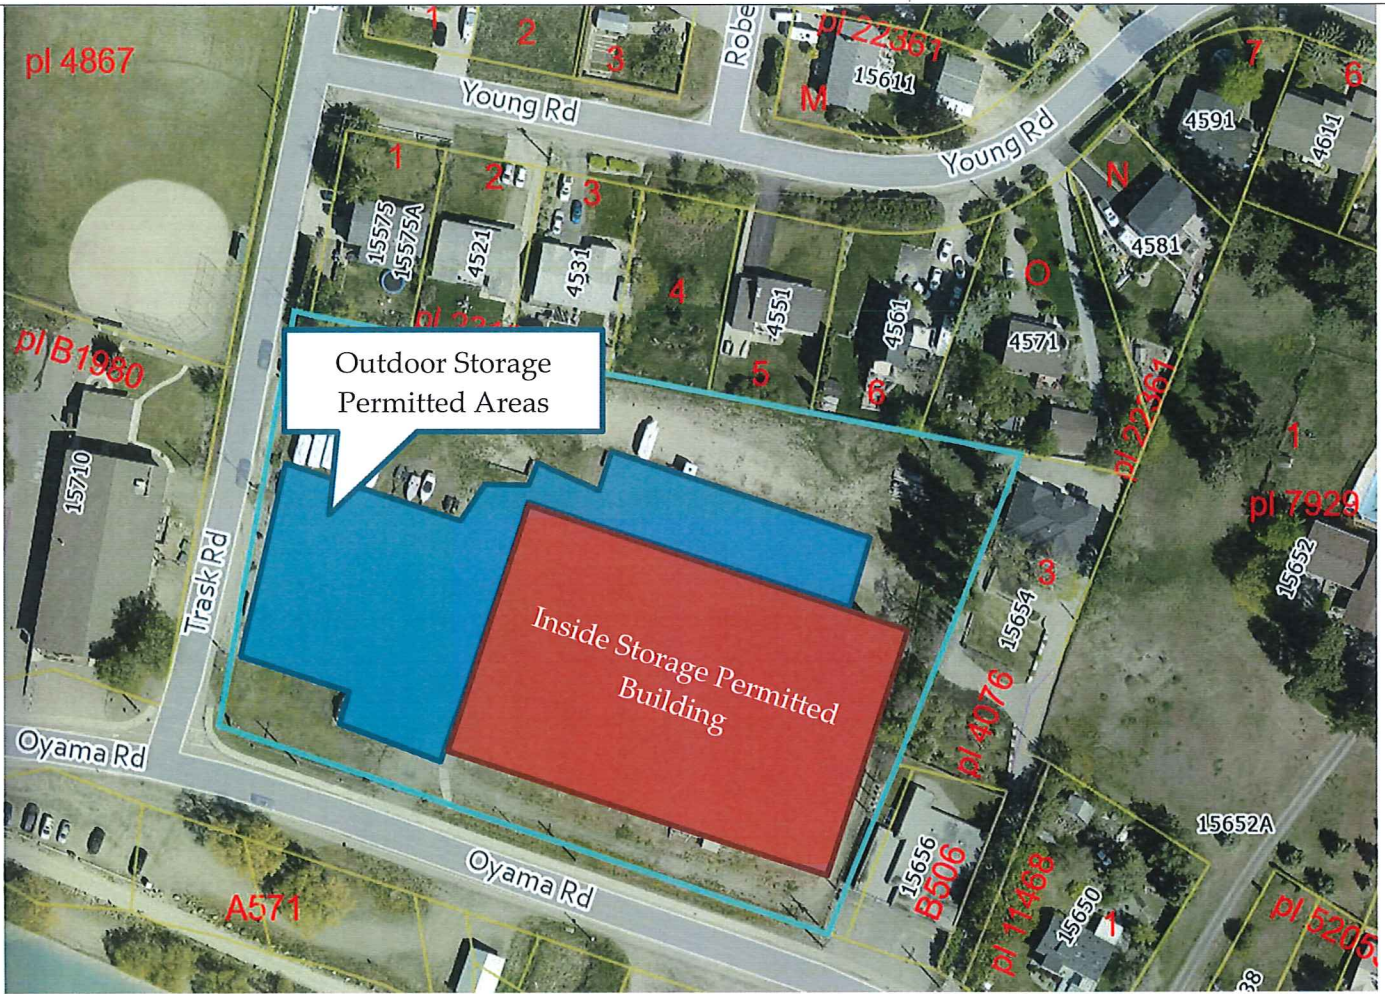 pl 4867
1
2
3
Robe
pl 22361
15611
M
7
6
Young Rd
Young Rd
4591
4611
1
2
3
N
15575
15575A
4521
4531
4
4551
4561
O
4581
4571
5
6
pl B1980
Outdoor Storage
Permitted Areas
pl 22361
1
15710
pl 7929
15652
Trask Rd
3
15654
Inside Storage Permitted
Building
pl 4076
Oyama Rd
15652A
Oyama Rd
15656
B506
A571
pl 11468
15650
1
pl 5205
38